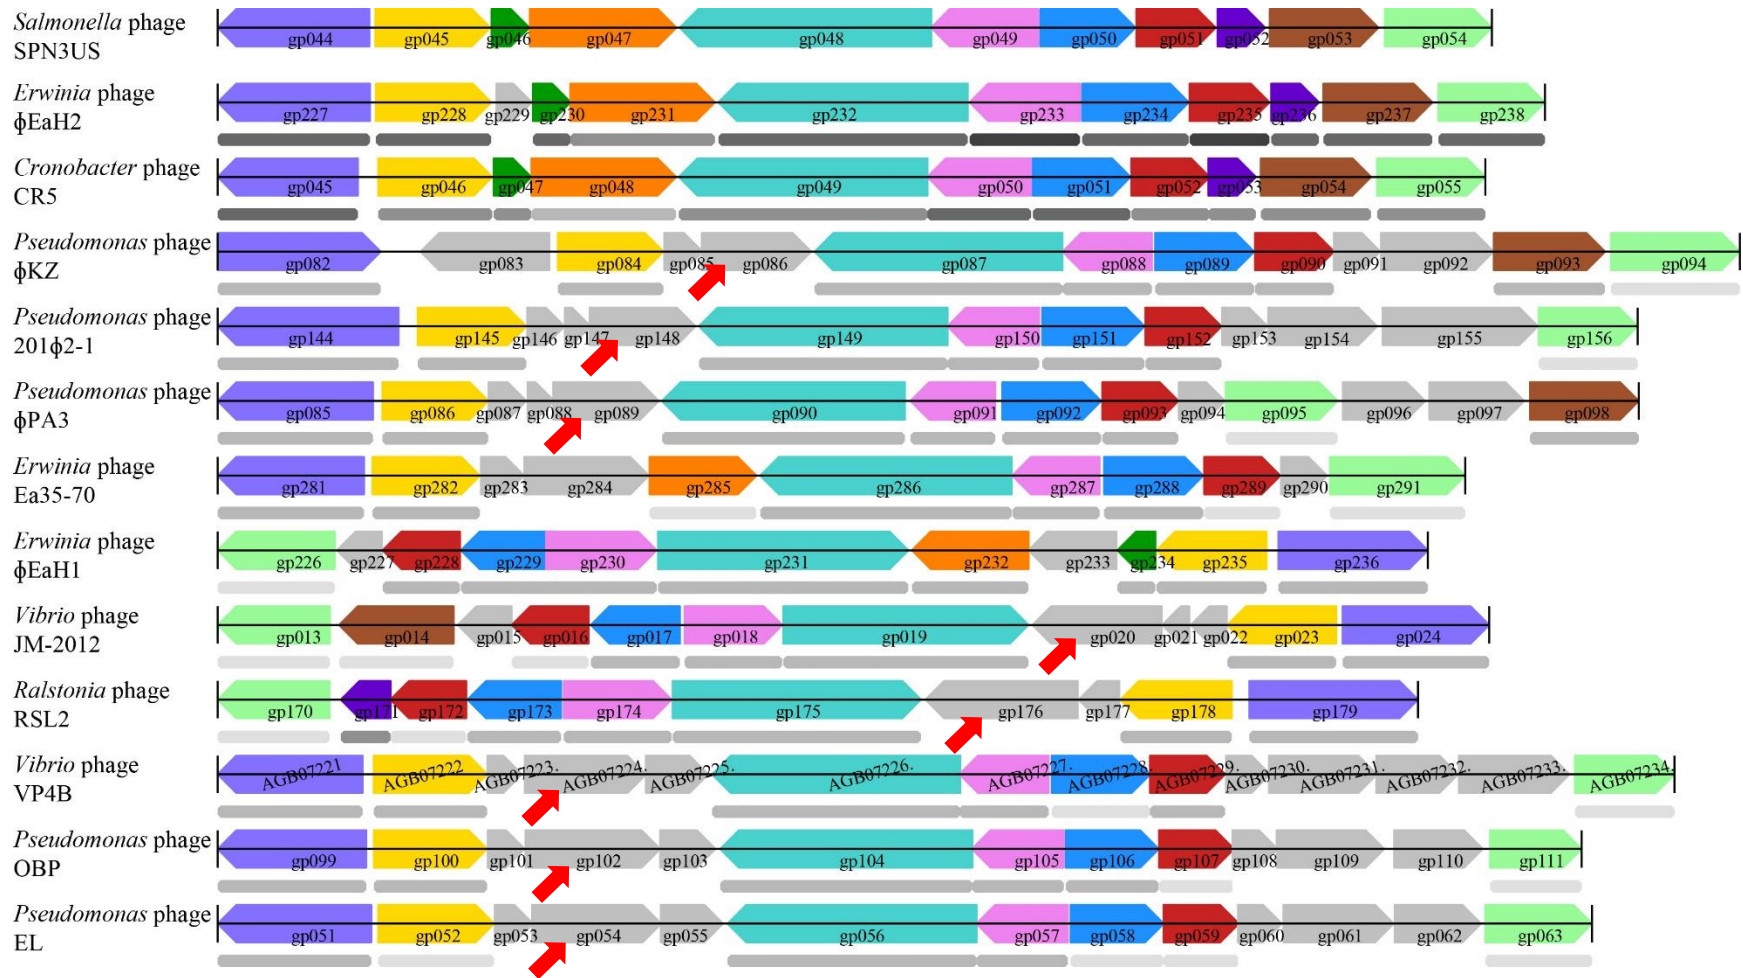 Salmonella phage
SPN3US
gp044 gp045 gp046 gp047 gp048 gp049 gp050 gp051 gp052 gp053 gp054
Erwinia phage
ϕEaH2
gp227 gp228 gp229 gp230 gp231 gp232 gp233 gp234 gp235 gp236 gp237 gp238
Cronobacter phage
CR5
gp045 gp046 gp047 gp048 gp049 gp050 gp051 gp052 gp053 gp054 gp055
Pseudomonas phage
ϕKZ
gp082 gp083 gp084 gp085 gp086 gp087 gp088 gp089 gp090 gp091 gp092 gp093 gp094
Pseudomonas phage
201ϕ2-1
gp144 gp145 gp146 gp147 gp148 gp149 gp150 gp151 gp152 gp153 gp154 gp155 gp156
Pseudomonas phage
ϕPA3
gp085 gp086 gp087 gp088 gp089 gp090 gp091 gp092 gp093 gp094 gp095 gp096 gp097 gp098
Erwinia phage
Ea35-70
gp281 gp282 gp283 gp284 gp285 gp286 gp287 gp288 gp289 gp290 gp291
Erwinia phage
ϕEaH1
gp226 gp227 gp228 gp229 gp230 gp231 gp232 gp233 gp234 gp235 gp236
Vibrio phage
JM-2012
gp013 gp014 gp015 gp016 gp017 gp018 gp019 gp020 gp021 gp022 gp023 gp024
Ralstonia phage
RSL2
gp170 gp171 gp172 gp173 gp174 gp175 gp176 gp177 gp178 gp179
Vibrio phage
VP4B
AGB07221 AGB07222 AGB07223. AGB07224. AGB07225. AGB07226. AGB07227. AGB07228. AGB07229. AGB07230. AGB07231. AGB07232. AGB07233. AGB07234.
Pseudomonas phage
OBP
gp099 gp100 gp101 gp102 gp103 gp104 gp105 gp106 gp107 gp108 gp109 gp110 gp111
Pseudomonas phage
EL
gp051 gp052 gp053 gp054 gp055 gp056 gp057 gp058 gp059 gp060 gp061 gp062 gp063